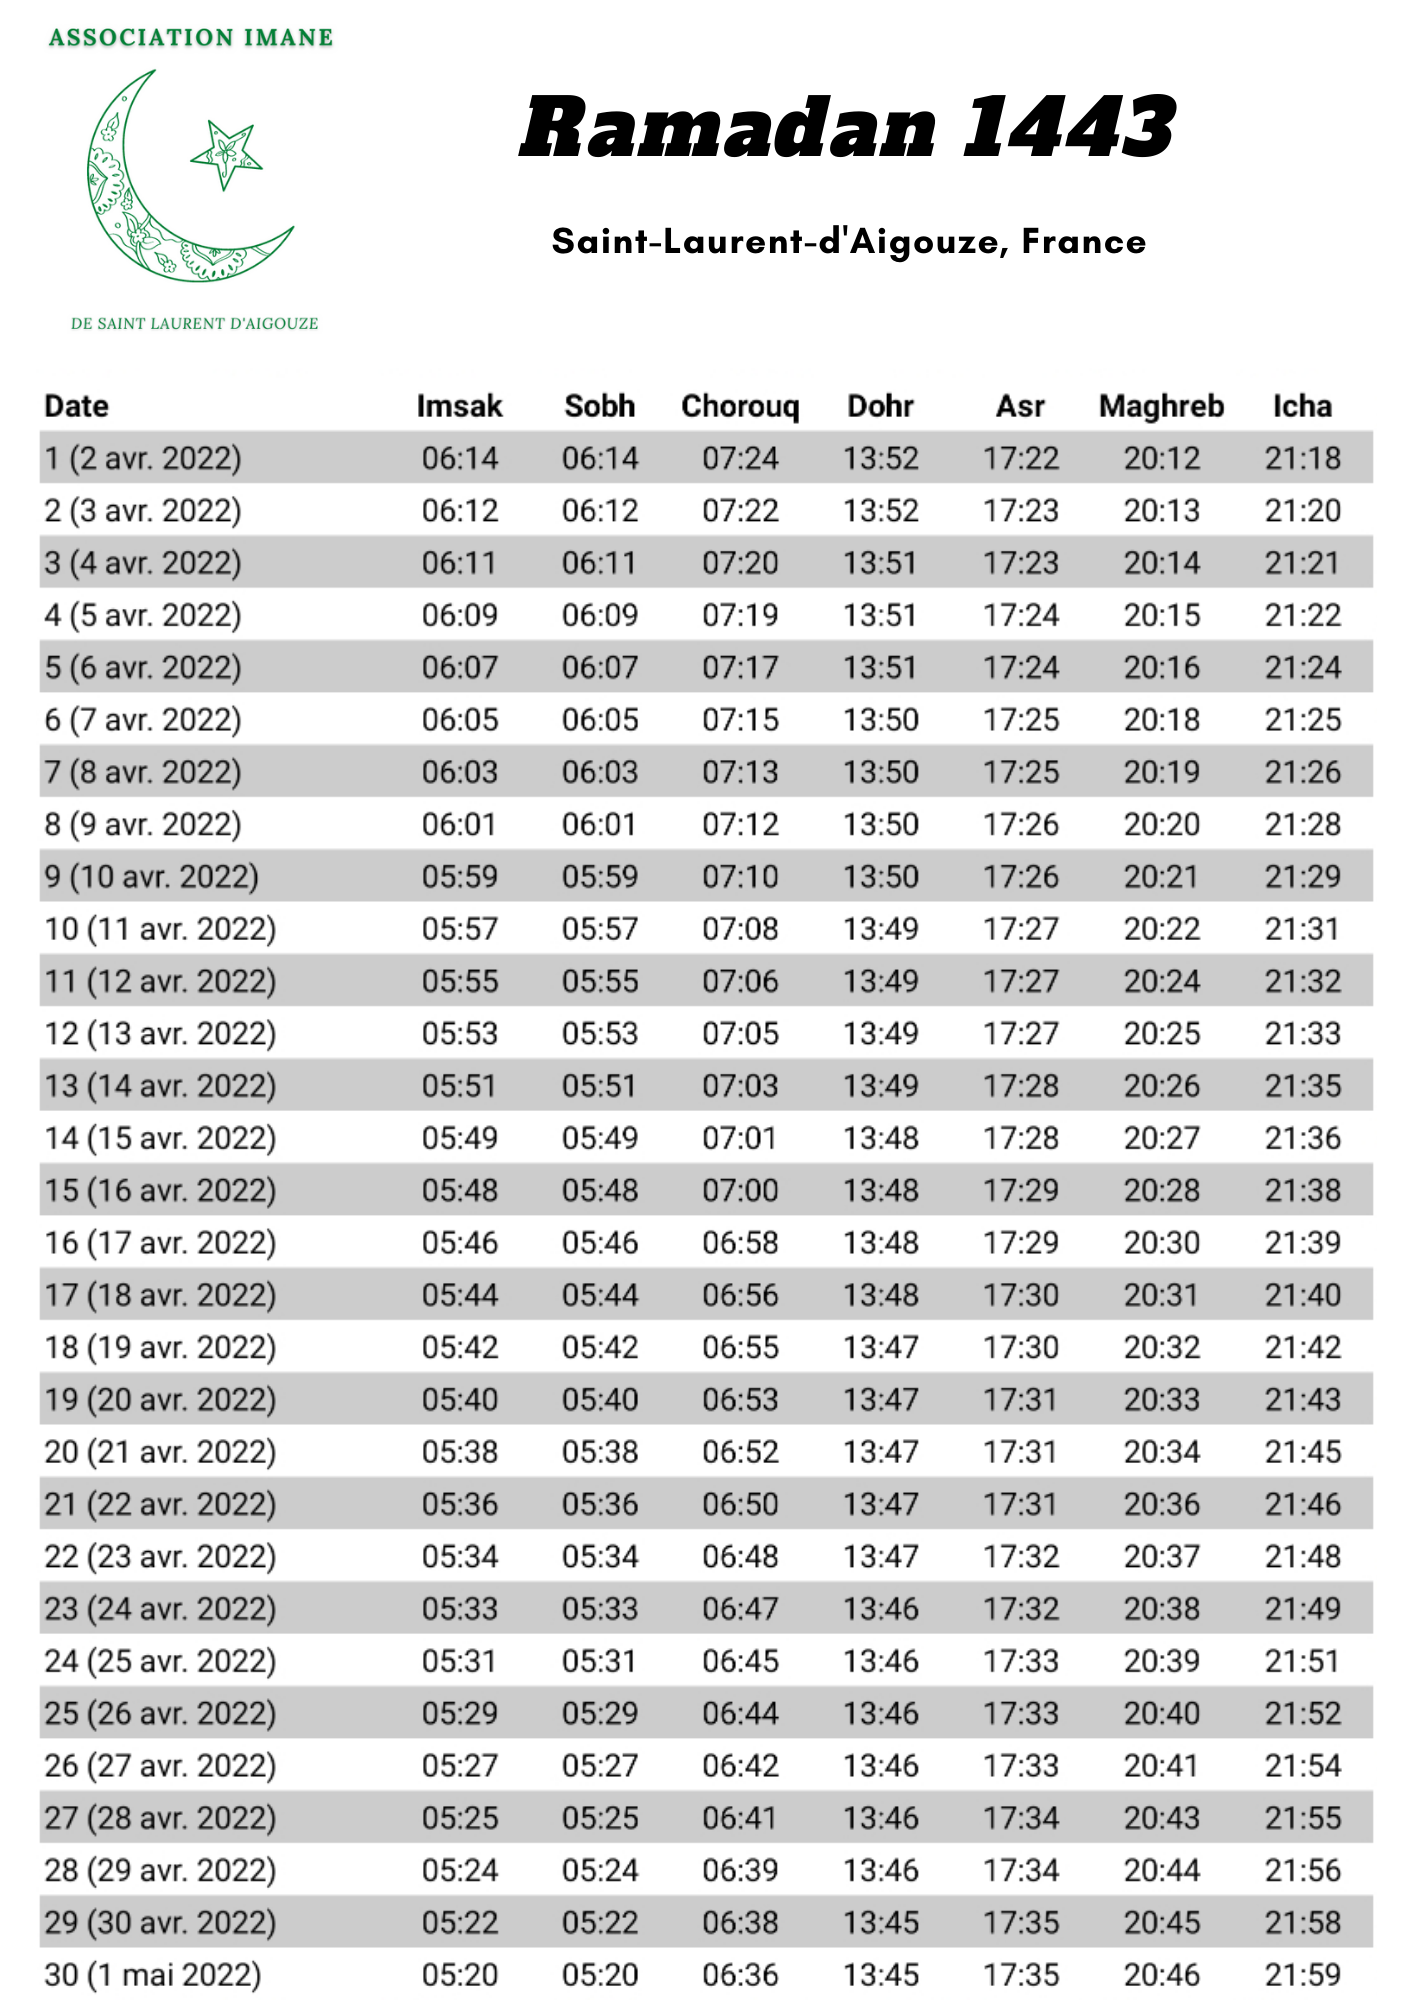 ASSOCIATION IMANE
Ramadan 1443
Saint-Laurent-d'Aigouze, France
DE SAINT LAURENT D'AIGOUZE
Date Imsak Sobh Chorouq Dohr Asr Maghreb Icha
1 (2 avr. 2022) 06:14 06:14 07:24 13:52 17:22 20:12 21:18
2 (3 avr. 2022) 06:12 06:12 07:22 13:52 17:23 20:13 21:20
3 (4 avr. 2022) 06:11 06:11 07:20 13:51 17:23 20:14 21:21
4 (5 avr. 2022) 06:09 06:09 07:19 13:51 17:24 20:15 21:22
5 (6 avr. 2022) 06:07 06:07 07:17 13:51 17:24 20:16 21:24
6 (7 avr. 2022) 06:05 06:05 07:15 13:50 17:25 20:18 21:25
7 (8 avr. 2022) 06:03 06:03 07:13 13:50 17:25 20:19 21:26
8 (9 avr. 2022) 06:01 06:01 07:12 13:50 17:26 20:20 21:28
9 (10 avr. 2022) 05:59 05:59 07:10 13:50 17:26 20:21 21:29
10 (11 avr. 2022) 05:57 05:57 07:08 13:49 17:27 20:22 21:31
11 (12 avr. 2022) 05:55 05:55 07:06 13:49 17:27 20:24 21:32
12 (13 avr. 2022) 05:53 05:53 07:05 13:49 17:27 20:25 21:33
13 (14 avr. 2022) 05:51 05:51 07:03 13:49 17:28 20:26 21:35
14 (15 avr. 2022) 05:49 05:49 07:01 13:48 17:28 20:27 21:36
15 (16 avr. 2022) 05:48 05:48 07:00 13:48 17:29 20:28 21:38
16 (17 avr. 2022) 05:46 05:46 06:58 13:48 17:29 20:30 21:39
17 (18 avr. 2022) 05:44 05:44 06:56 13:48 17:30 20:31 21:40
18 (19 avr. 2022) 05:42 05:42 06:55 13:47 17:30 20:32 21:42
19 (20 avr. 2022) 05:40 05:40 06:53 13:47 17:31 20:33 21:43
20 (21 avr. 2022) 05:38 05:38 06:52 13:47 17:31 20:34 21:45
21 (22 avr. 2022) 05:36 05:36 06:50 13:47 17:31 20:36 21:46
22 (23 avr. 2022) 05:34 05:34 06:48 13:47 17:32 20:37 21:48
23 (24 avr. 2022) 05:33 05:33 06:47 13:46 17:32 20:38 21:49
24 (25 avr. 2022) 05:31 05:31 06:45 13:46 17:33 20:39 21:51
25 (26 avr. 2022) 05:29 05:29 06:44 13:46 17:33 20:40 21:52
26 (27 avr. 2022) 05:27 05:27 06:42 13:46 17:33 20:41 21:54
27 (28 avr. 2022) 05:25 05:25 06:41 13:46 17:34 20:43 21:55
28 (29 avr. 2022) 05:24 05:24 06:39 13:46 17:34 20:44 21:56
29 (30 avr. 2022) 05:22 05:22 06:38 13:45 17:35 20:45 21:58
30 (1 mai 2022) 05:20 05:20 06:36 13:45 17:35 20:46 21:59